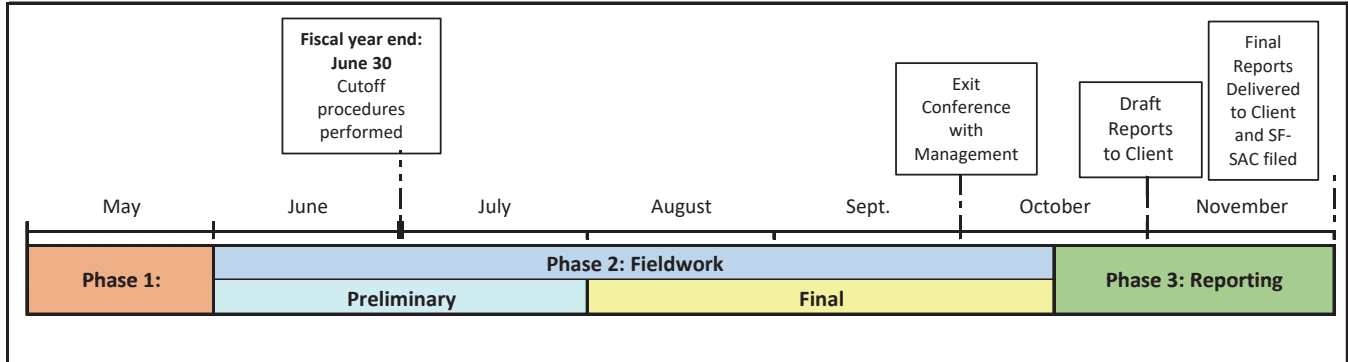 Fiscal year end:
June 30
Cutoff
procedures
performed
Exit
Conference
with
Management
Draft
Reports
to Client
Final
Reports
Delivered
to Client
and SF-
SAC filed
May
June
July
August
Sept.
October
November
Phase 1:
Phase 2: Fieldwork
Preliminary
Final
Phase 3: Reporting